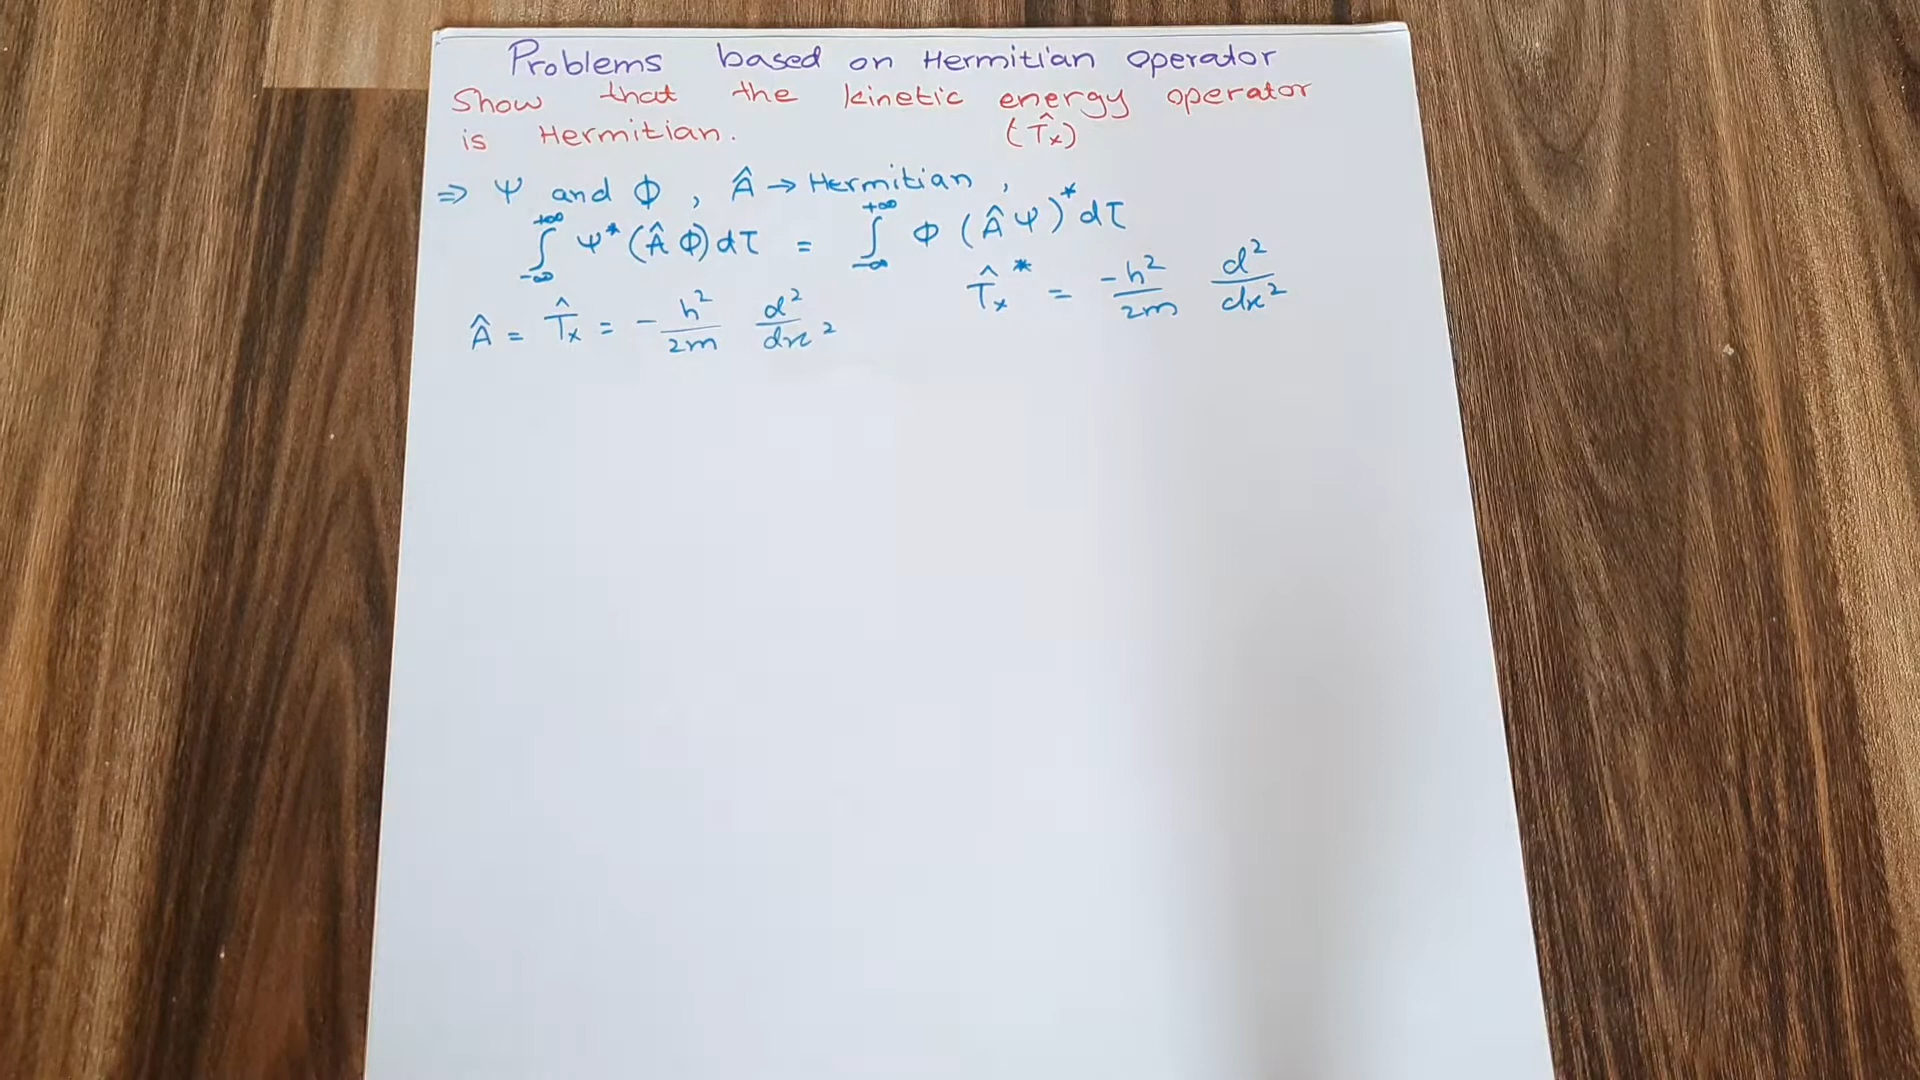 Problems based on Hermitian operator
Show that the kinetic energy operator
is Hermitian. (T̂ₓ)
⇒ Ψ and Φ , Â → Hermitian ,
∫₋∞⁺∞ Ψ* (Â Φ) dτ = ∫₋∞⁺∞ Φ (Â Ψ)* dτ
T̂ₓ* = -h²/2m d²/dx²
Â = T̂ₓ = - h²/2m d²/dx²